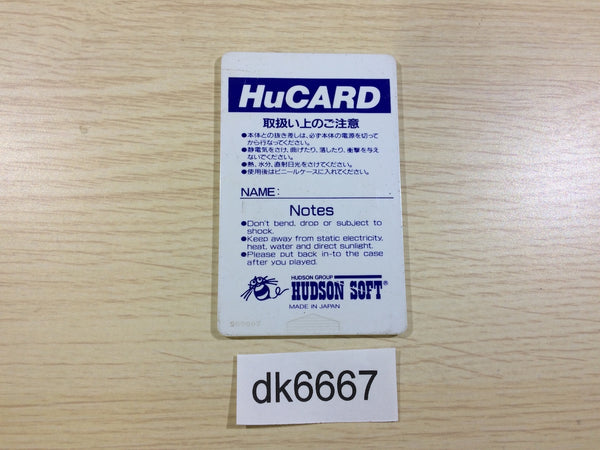 HuCARD
取扱い上のご注意
●本体との抜き差しは、必ず本体の電源を切って
から行なってください。
●静電気をさけ、曲げたり、落したり、衝撃を与え
ないでください。
●熱、水分、直射日光をさけてください。
●使用後はビニールケースに入れてください。
NAME:
Notes
●Don't bend, drop or subject to
shock.
●Keep away from static electricity,
heat, water and direct sunlight.
●Please put back in-to the case
after you played.
HUDSON GROUP
HUDSON SOFT®
MADE IN JAPAN
dk6667